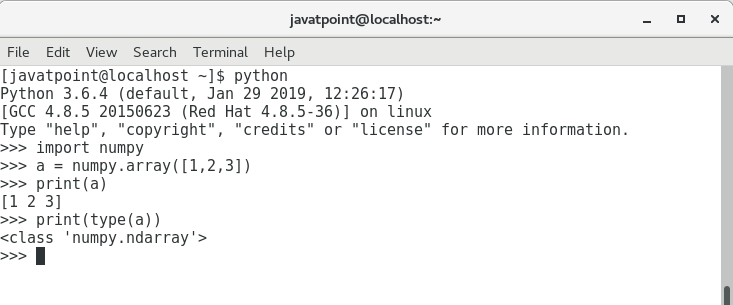 javatpoint@localhost:~
File Edit View Search Terminal Help
[javatpoint@localhost ~]$ python
Python 3.6.4 (default, Jan 29 2019, 12:26:17)
[GCC 4.8.5 20150623 (Red Hat 4.8.5-36)] on linux
Type "help", "copyright", "credits" or "license" for more information.
>>> import numpy
>>> a = numpy.array([1,2,3])
>>> print(a)
[1 2 3]
>>> print(type(a))
<class 'numpy.ndarray'>
>>>